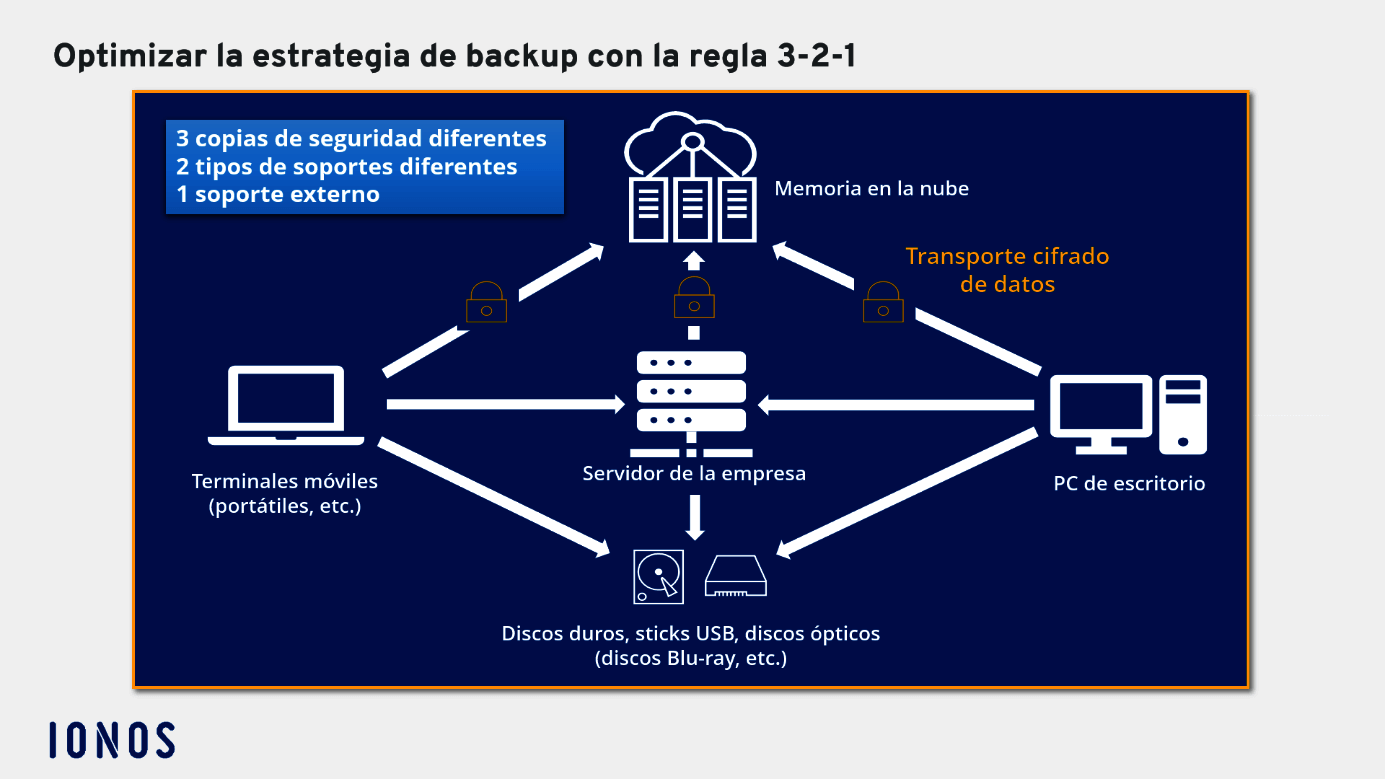 Optimizar la estrategia de backup con la regla 3-2-1
3 copias de seguridad diferentes
2 tipos de soportes diferentes
1 soporte externo
Memoria en la nube
Transporte cifrado
de datos
Terminales móviles
(portátiles, etc.)
Servidor de la empresa
PC de escritorio
Discos duros, sticks USB, discos ópticos
(discos Blu-ray, etc.)
IONOS